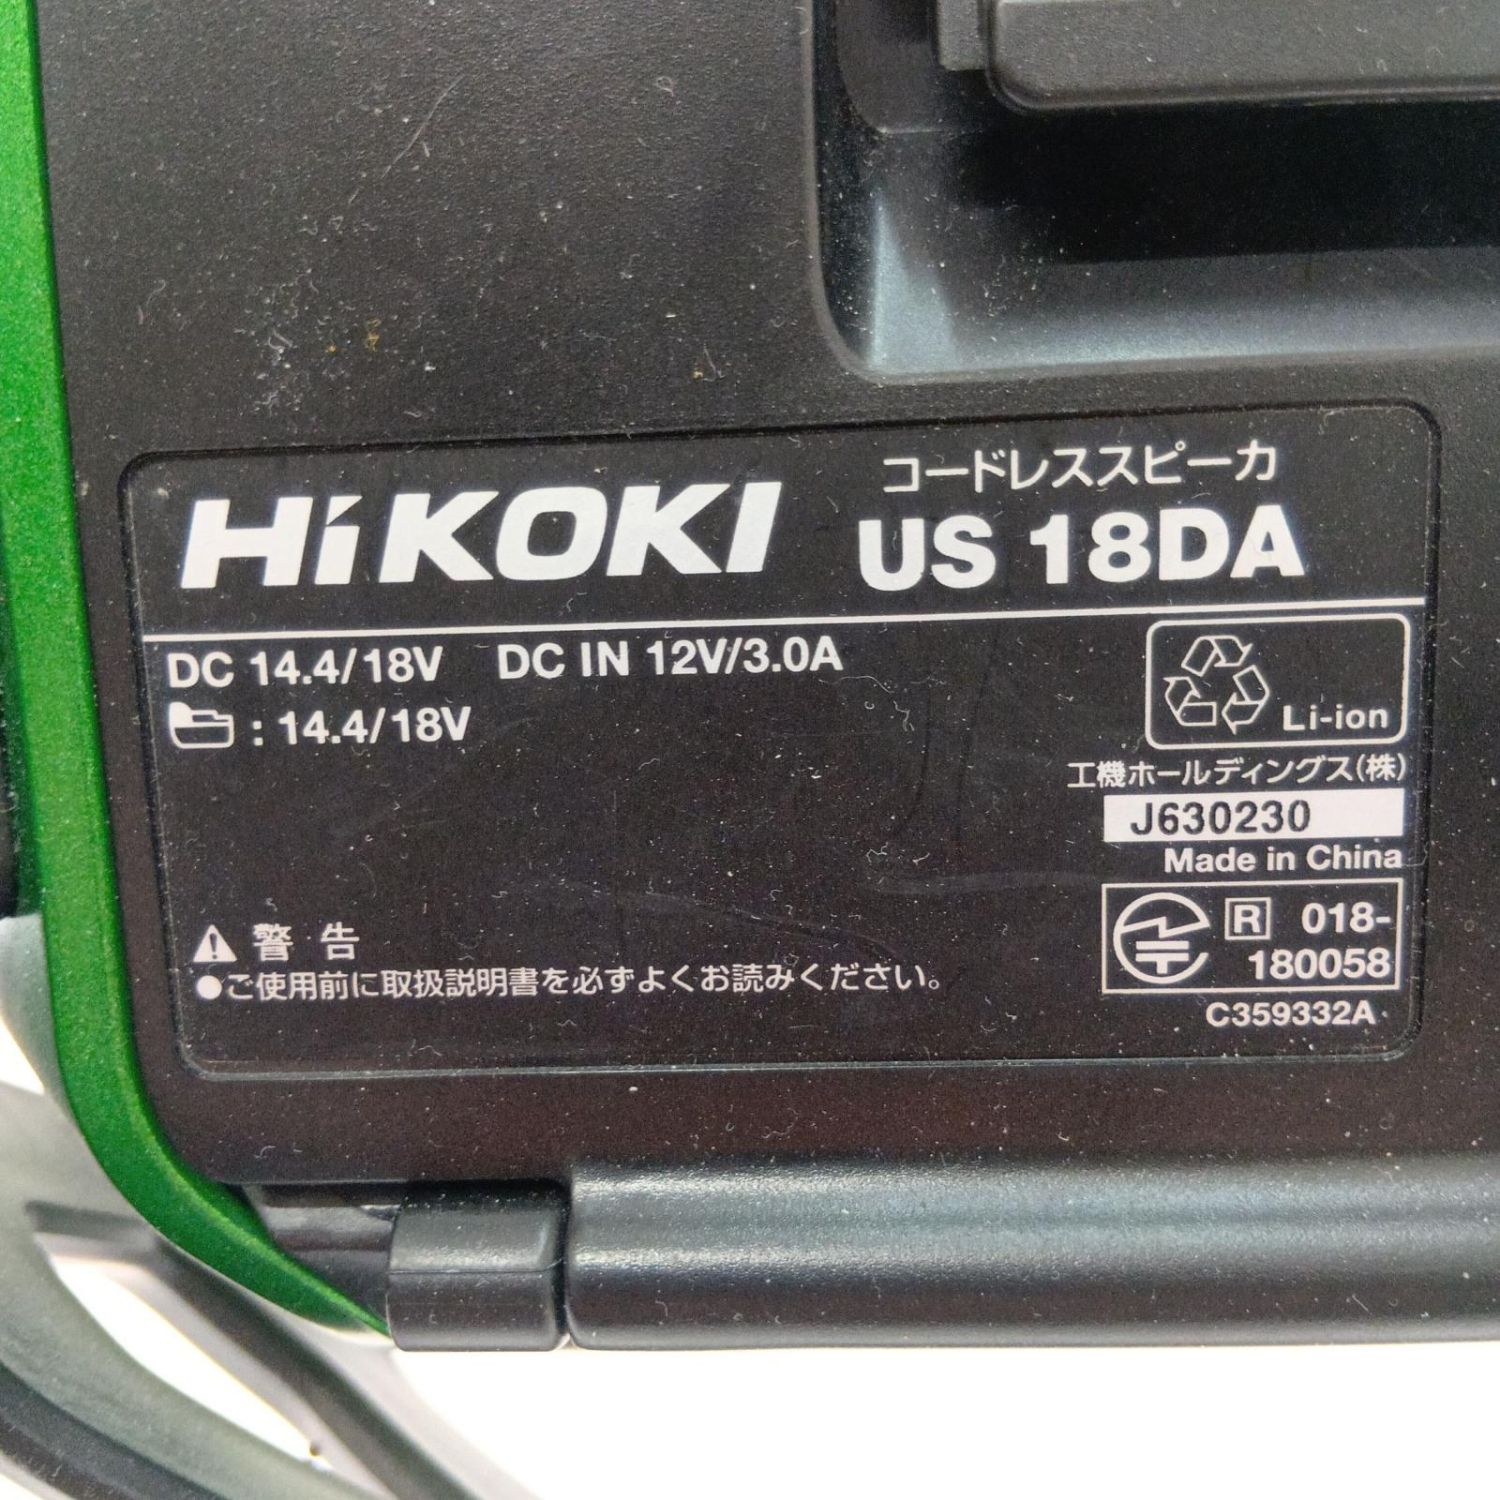 HiKOKI
コードレススピーカ
US 18DA
DC 14.4/18V DC IN 12V/3.0A
: 14.4/18V
Li-ion
工機ホールディングス(株)
J630230
Made in China
R 018-
180058
C359332A
警告
●ご使用前に取扱説明書を必ずよくお読みください。